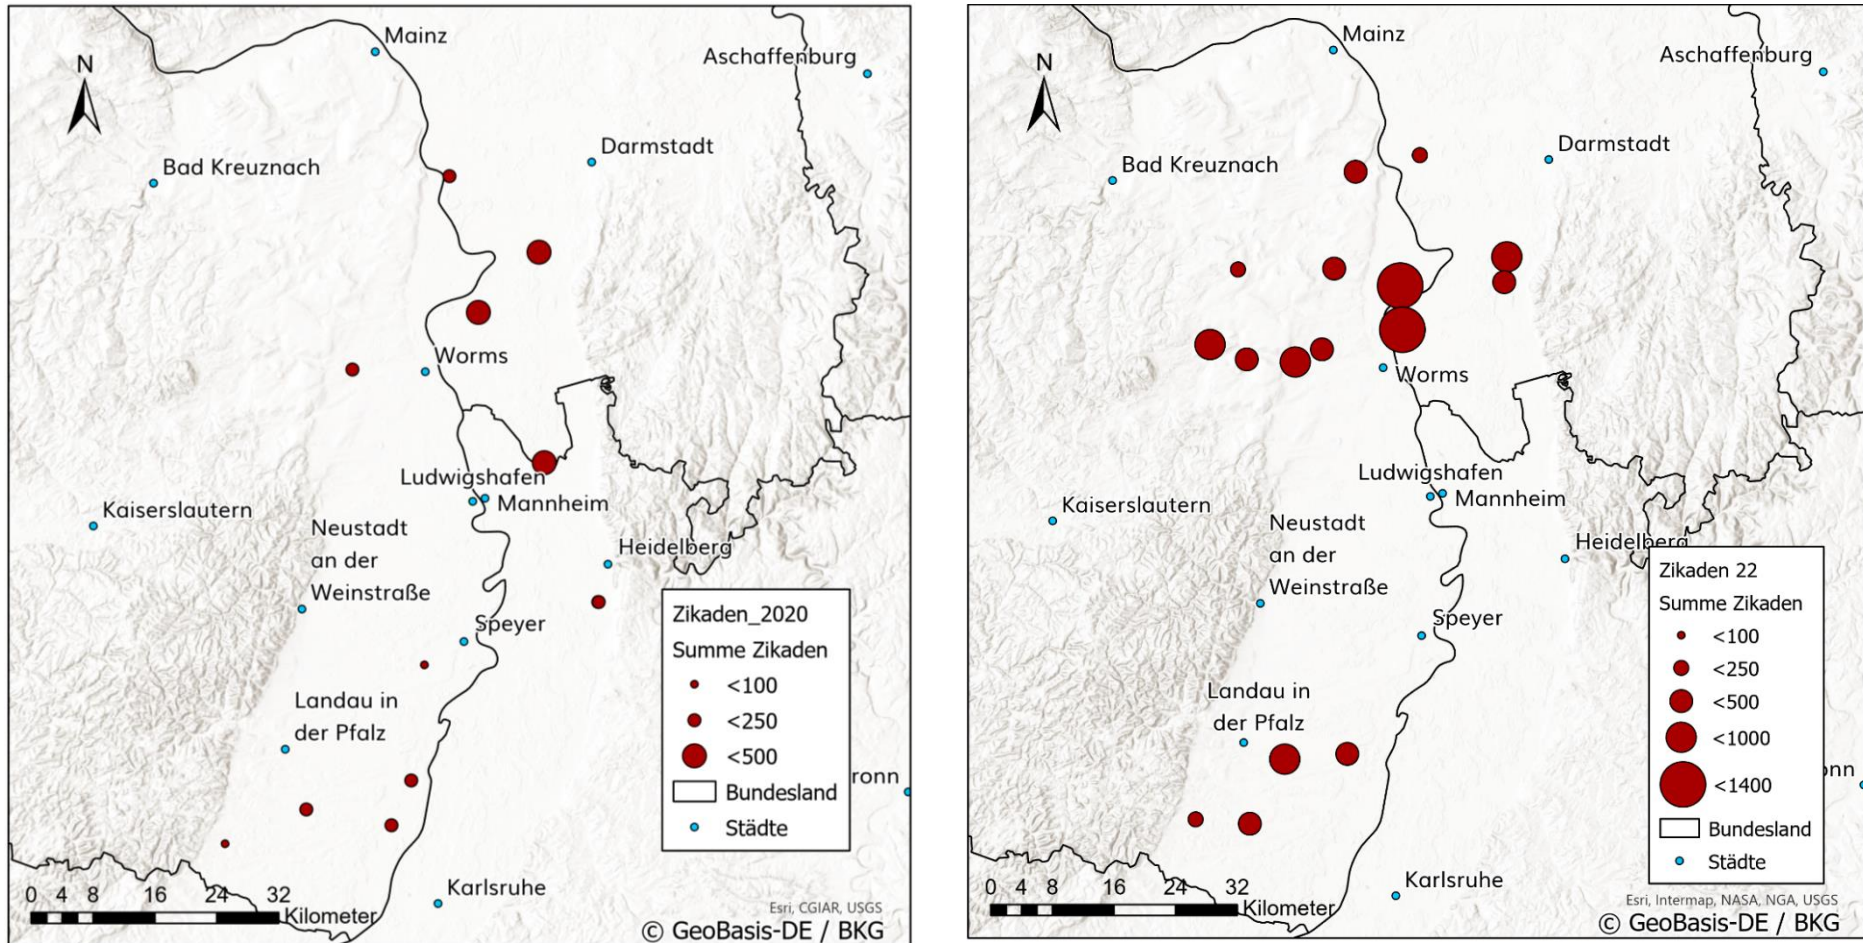 Mainz
Aschaffenburg
N
Darmstadt
Bad Kreuznach
Worms
Ludwigshafen
Mannheim
Kaiserslautern
Neustadt
an der
Weinstraße
Heidelberg
Speyer
Landau in
der Pfalz
ronn
Karlsruhe
Zikaden_2020
Summe Zikaden
<100
<250
<500
Bundesland
Städte
0 4 8 16 24 32
Kilometer
Esri, CGIAR, USGS
© GeoBasis-DE / BKG
Mainz
Aschaffenburg
N
Darmstadt
Bad Kreuznach
Worms
Ludwigshafen
Mannheim
Kaiserslautern
Neustadt
an der
Weinstraße
Heidelberg
Speyer
Landau in
der Pfalz
onn
Karlsruhe
Zikaden 22
Summe Zikaden
<100
<250
<500
<1000
<1400
Bundesland
Städte
0 4 8 16 24 32
Kilometer
Esri, Intermap, NASA, NGA, USGS
© GeoBasis-DE / BKG